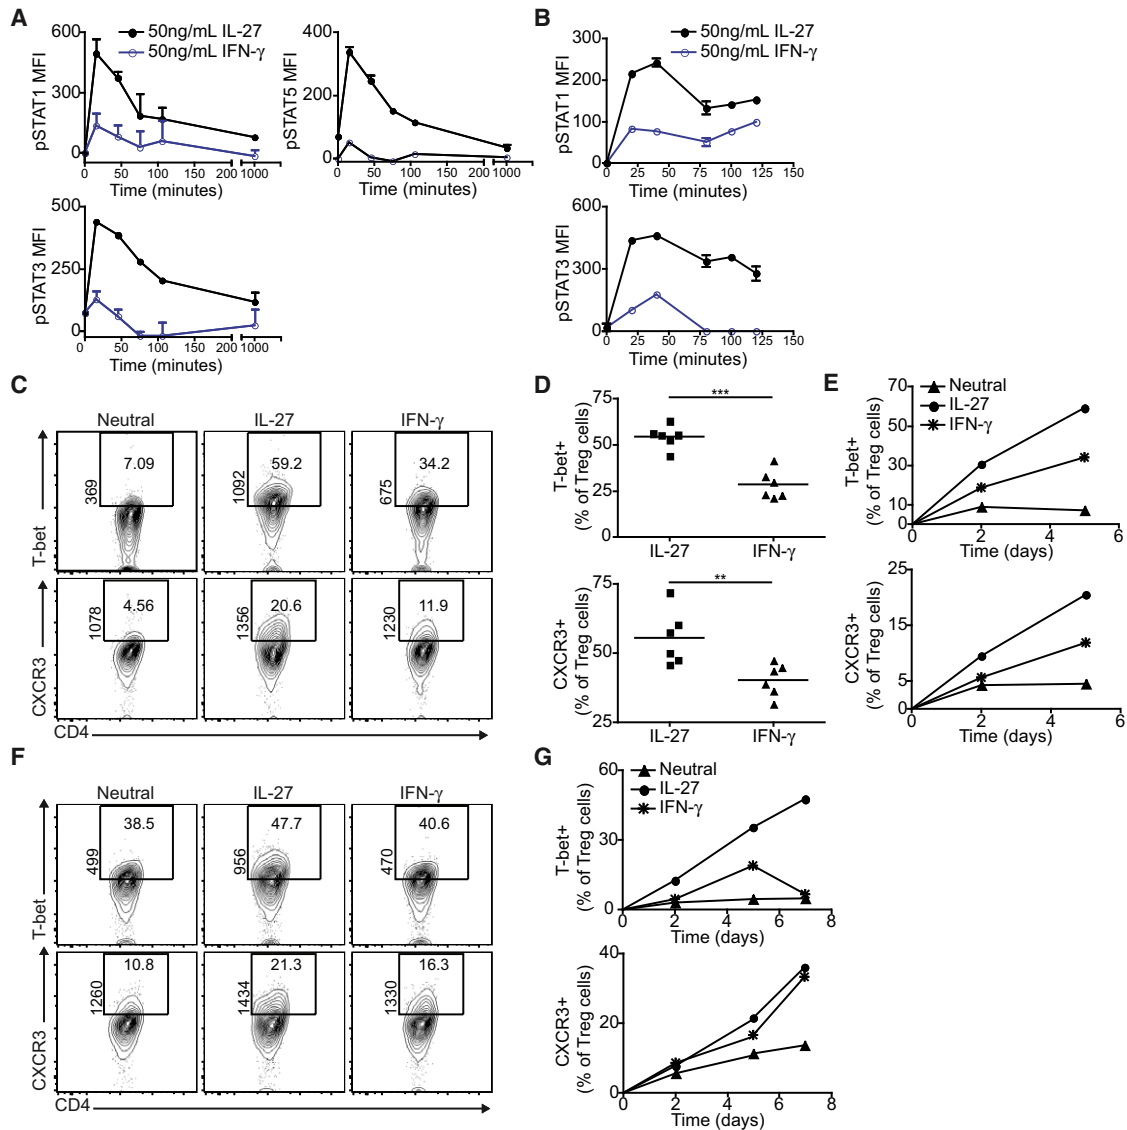 A
50ng/mL IL-27
50ng/mL IFN-γ
pSTAT1 MFI
600
300
0
0 50 100 150 200 1000
Time (minutes)
pSTAT5 MFI
400
200
0
0 50 100 150 200 1000
Time (minutes)
pSTAT3 MFI
500
250
0
0 50 100 150 200 1000
Time (minutes)
B
50ng/mL IL-27
50ng/mL IFN-γ
pSTAT1 MFI
300
200
100
0
0 25 50 75 100 125 150
Time (minutes)
pSTAT3 MFI
600
300
0
0 25 50 75 100 125 150
Time (minutes)
C
Neutral IL-27 IFN-γ
T-bet
369 7.09
1092 59.2
675 34.2
CXCR3
1078 4.56
1356 20.6
1230 11.9
CD4
D
T-bet+
(% of Treg cells)
75
50
25
0
***
IL-27 IFN-γ
CXCR3+
(% of Treg cells)
75
50
25
**
IL-27 IFN-γ
E
Neutral
IL-27
IFN-γ
T-bet+
(% of Treg cells)
70
50
30
10
0
0 2 4 6
Time (days)
CXCR3+
(% of Treg cells)
25
15
5
0
0 2 4 6
Time (days)
F
Neutral IL-27 IFN-γ
T-bet
499 38.5
956 47.7
470 40.6
CXCR3
1260 10.8
1434 21.3
1330 16.3
CD4
G
Neutral
IL-27
IFN-γ
T-bet+
(% of Treg cells)
60
30
0
0 2 4 6 8
Time (days)
CXCR3+
(% of Treg cells)
40
20
0
0 2 4 6 8
Time (days)